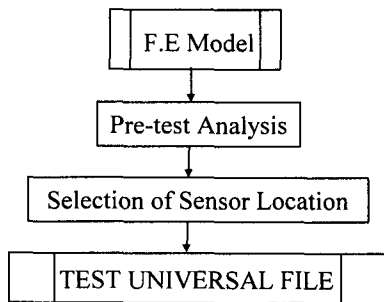 F.E Model
Pre-test Analysis
Selection of Sensor Location
TEST UNIVERSAL FILE